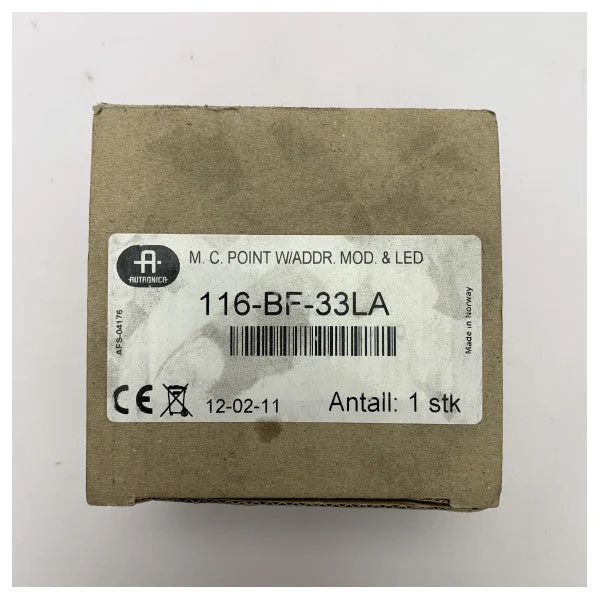 A
AUTRONICA
M. C. POINT W/ADDR. MOD. & LED
116-BF-33LA
AFS-04176
Made in Norway
CE
12-02-11
Antall: 1 stk